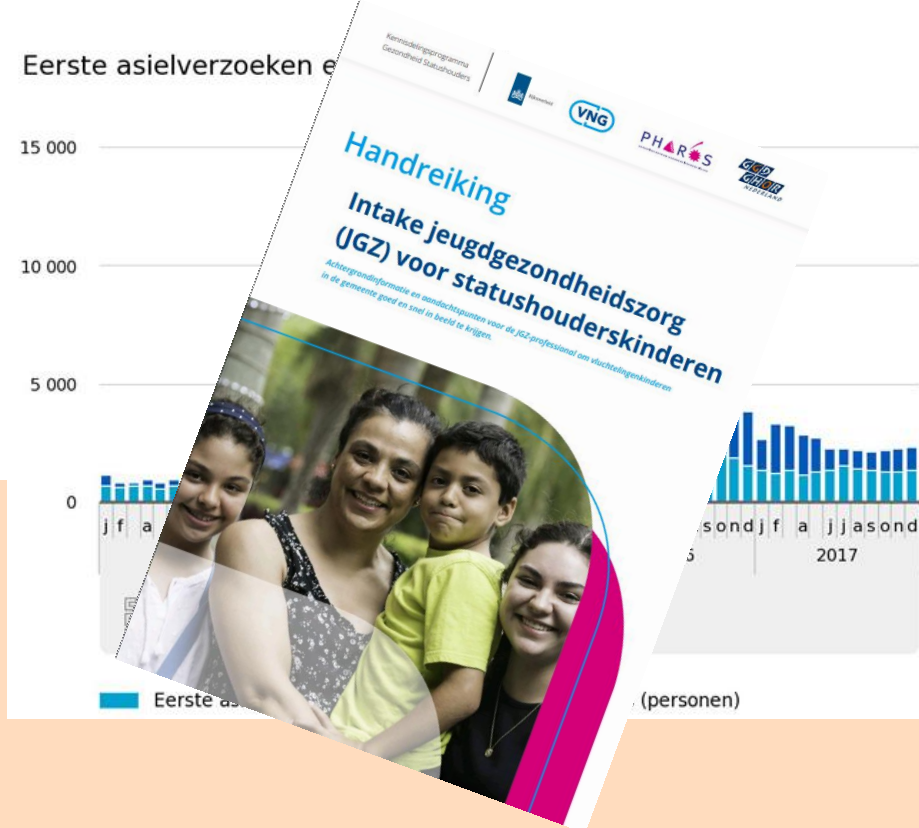 Eerste asielverzoeken e
15 000
10 000
5 000
0
j f a
s o n d j f a j j a s o n d
2017
Eerste as
(personen)
Kennisdelingsprogramma
Gezondheid Statushouders
Rijksoverheid
VNG
PHAROS
GGD
GHOR
NEDERLAND
Handreiking
Intake jeugdgezondheidszorg
(JGZ) voor statushouderskinderen
Achtergrondinformatie en aandachtspunten voor de JGZ-professional om vluchtelingenkinderen
in de gemeente goed en snel in beeld te krijgen.